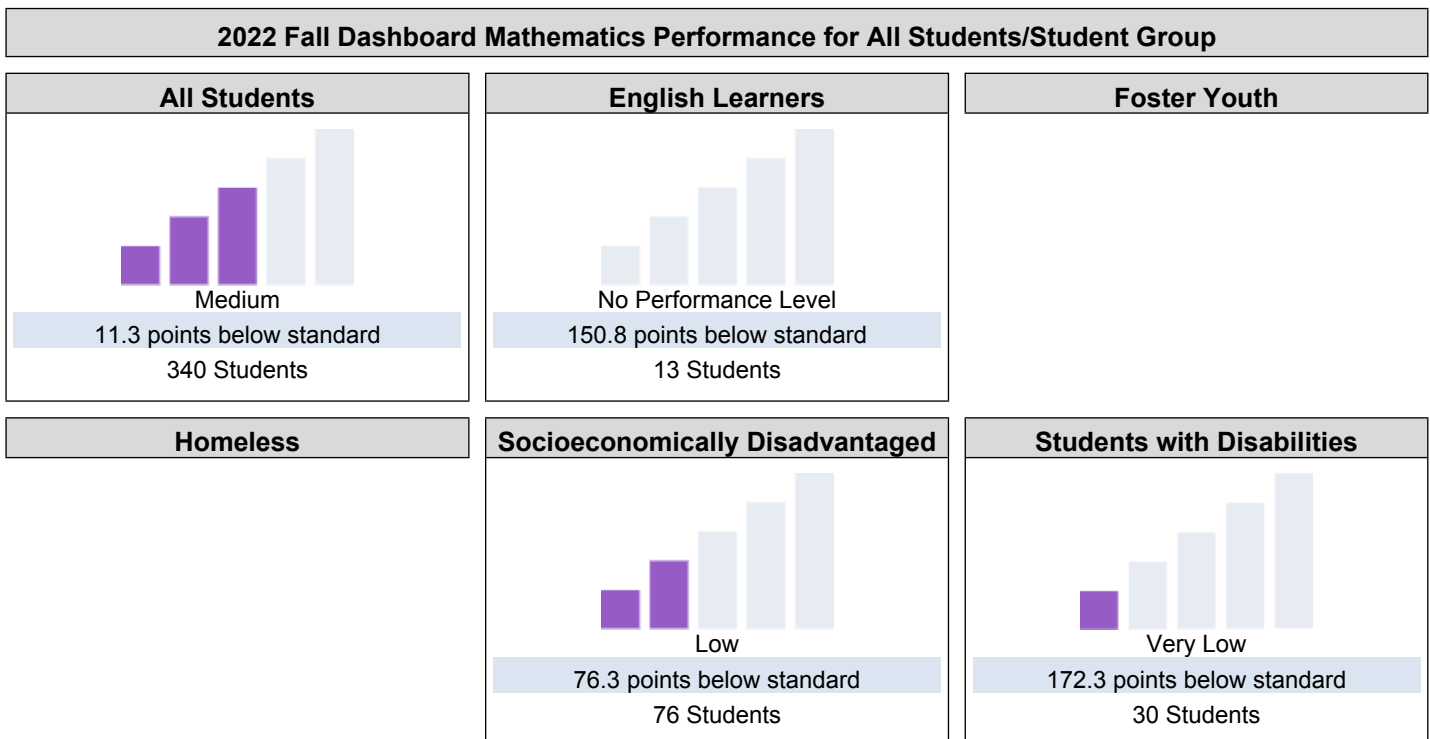 2022 Fall Dashboard Mathematics Performance for All Students/Student Group
All Students
Medium
11.3 points below standard
340 Students
English Learners
No Performance Level
150.8 points below standard
13 Students
Foster Youth
Homeless
Socioeconomically Disadvantaged
Low
76.3 points below standard
76 Students
Students with Disabilities
Very Low
172.3 points below standard
30 Students